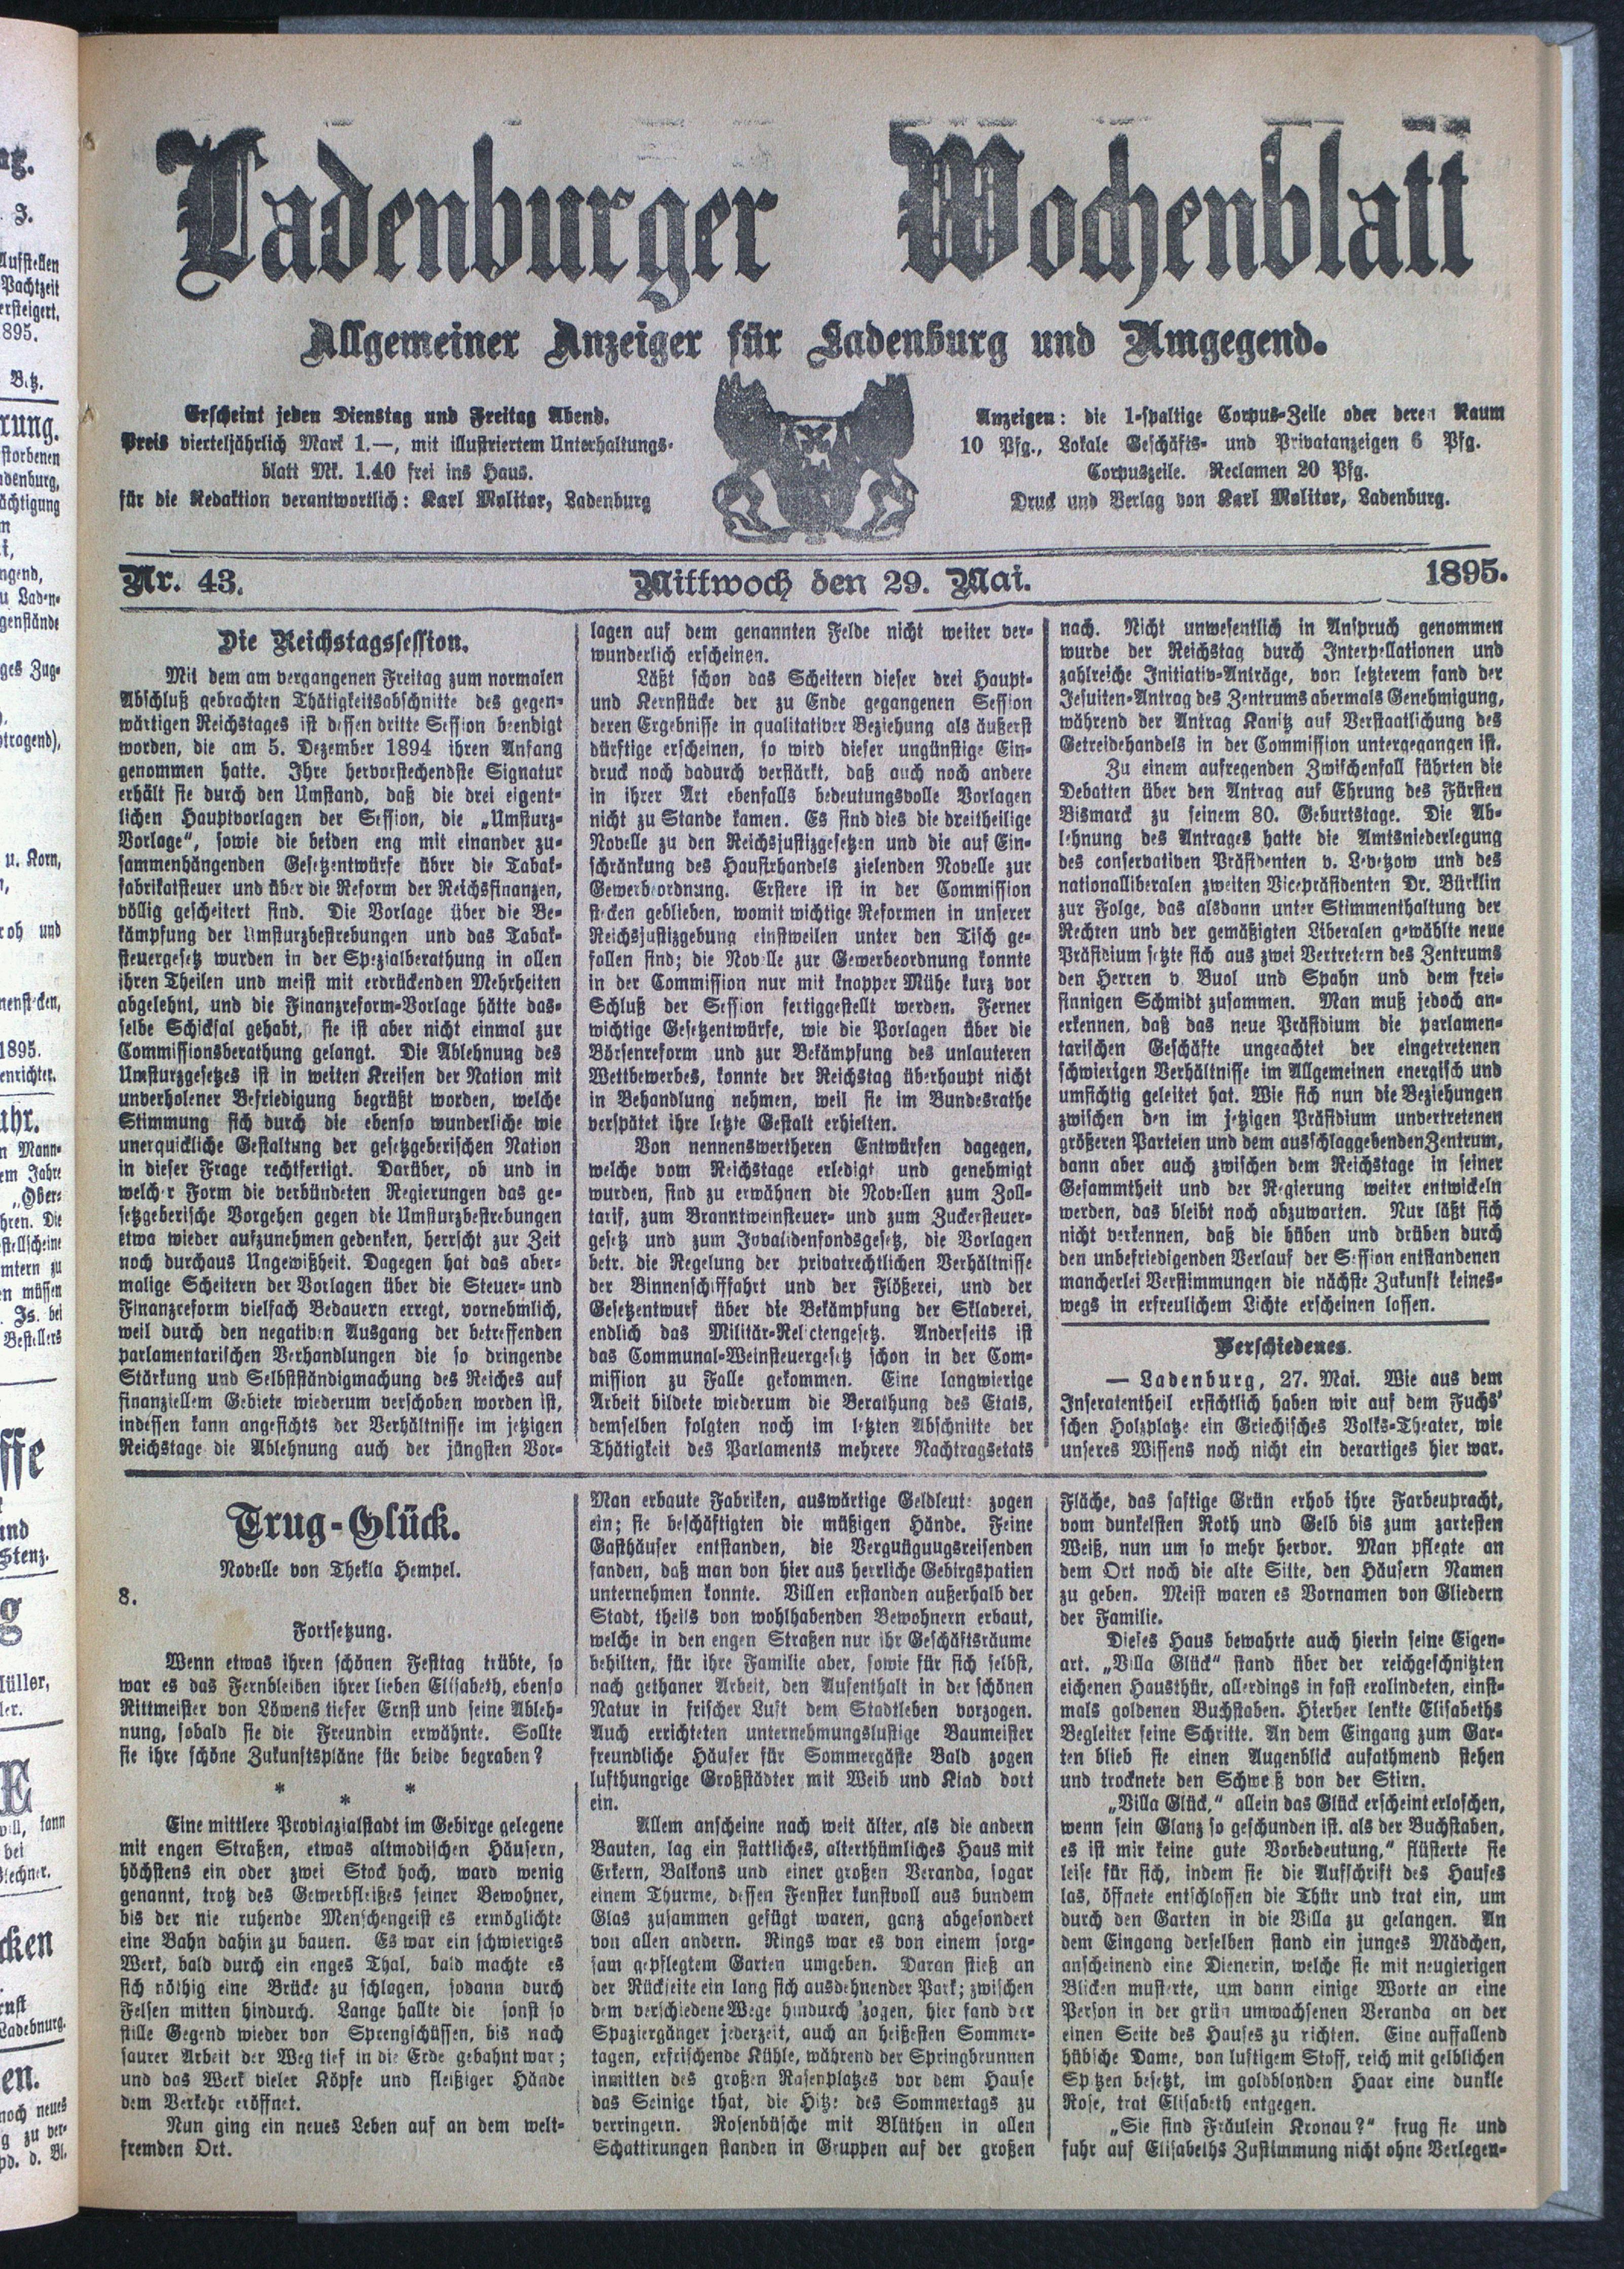 Ladenburger Wochenblatt
Allgemeiner Anzeiger für Ladenburg und Umgegend.
Erscheint jeden Dienstag und Freitag Abend.
Preis vierteljährlich Mark 1.—, mit illustriertem Unterhaltungs-
blatt Mk. 1.40 frei ins Haus.
für die Redaktion verantwortlich: Karl Molitor, Ladenburg
Anzeigen: die 1-spaltige Corpus-Zeile oder deren Raum
10 Pfg., Lokale Geschäfts- und Privatanzeigen 6 Pfg.
Corpuszeile. Reclamen 20 Pfg.
Druck und Verlag von Karl Molitor, Ladenburg.
Nr. 43.
Mittwoch den 29. Mai.
1895.
Die Reichstagssession.
Mit dem am vergangenen Freitag zum normalen
Abschluß gebrachten Thätigkeitsabschnitte des gegen-
wärtigen Reichstages ist dessen dritte Session beendigt
worden, die am 5. Dezember 1894 ihren Anfang
genommen hatte. Ihre hervorstechendste Signatur
erhält sie durch den Umstand, daß die drei eigent-
lichen Hauptvorlagen der Session, die „Umsturz-
Vorlage“, sowie die beiden eng mit einander zu-
sammenhängenden Gesetzentwürfe über die Tabak-
fabrikatsteuer und über die Reform der Reichsfinanzen,
völlig gescheitert sind. Die Vorlage über die Be-
kämpfung der Umsturzbestrebungen und das Tabak-
steuergesetz wurden in der Spezialberathung in allen
ihren Theilen und meist mit erdrückenden Mehrheiten
abgelehnt, und die Finanzreform-Vorlage hätte das-
selbe Schicksal gehabt, sie ist aber nicht einmal zur
Commissionsberathung gelangt. Die Ablehnung des
Umsturzgesetzes ist in weiten Kreisen der Nation mit
unverholener Befriedigung begrüßt worden, welche
Stimmung sich durch die ebenso wunderliche wie
unerquickliche Gestaltung der gesetzgeberischen Nation
in dieser Frage rechtfertigt. Darüber, ob und in
welcher Form die verbündeten Regierungen das ge-
setzgeberische Vorgehen gegen die Umsturzbestrebungen
etwa wieder aufzunehmen gedenken, herrscht zur Zeit
noch durchaus Ungewißheit. Dagegen hat das aber-
malige Scheitern der Vorlagen über die Steuer- und
Finanzreform vielfach Bedauern erregt, vornehmlich,
weil durch den negativen Ausgang der betreffenden
parlamentarischen Verhandlungen die so dringende
Stärkung und Selbstständigmachung des Reiches auf
finanziellem Gebiete wiederum verschoben worden ist,
indessen kann angesichts der Verhältnisse im jetzigen
Reichstage die Ablehnung auch der jüngsten Vor-
lagen auf dem genannten Felde nicht weiter ver-
wunderlich erscheinen.
Läßt schon das Scheitern dieser drei Haupt-
und Kernstücke der zu Ende gegangenen Session
deren Ergebnisse in qualitativer Beziehung als äußerst
dürftige erscheinen, so wird dieser ungünstige Ein-
druck noch dadurch verstärkt, daß auch noch andere
in ihrer Art ebenfalls bedeutungsvolle Vorlagen
nicht zu Stande kamen. Es sind dies die dreitheilige
Novelle zu den Reichsjustizgesetzen und die auf Ein-
schränkung des Hausirhandels zielenden Novelle zur
Gewerbeordnung. Erstere ist in der Commission
stecken geblieben, womit wichtige Reformen in unserer
Reichsjustizgebung einstweilen unter den Tisch ge-
fallen sind; die Novelle zur Gewerbeordnung konnte
in der Commission nur mit knapper Mühe kurz vor
Schluß der Session fertiggestellt werden. Ferner
wichtige Gesetzentwürfe, wie die Vorlagen über die
Börsenreform und zur Bekämpfung des unlauteren
Wettbewerbes, konnte der Reichstag überhaupt nicht
in Behandlung nehmen, weil sie im Bundesrathe
verspätet ihre letzte Gestalt erhielten.
Von nennenswertheren Entwürfen dagegen,
welche vom Reichstage erledigt und genehmigt
wurden, sind zu erwähnen die Novellen zum Zoll-
tarif, zum Branntweinsteuer- und zum Zuckersteuer-
gesetz und zum Invalidenfondsgesetz, die Vorlagen
betr. die Regelung der privatrechtlichen Verhältnisse
der Binnenschifffahrt und der Flößerei, und der
Gesetzentwurf über die Bekämpfung der Sklaverei,
endlich das Militär-Relictengesetz. Anderseits ist
das Communal-Weinsteuergesetz schon in der Com-
mission zu Falle gekommen. Eine langwierige
Arbeit bildete wiederum die Berathung des Etats,
demselben folgten noch im letzten Abschnitte der
Thätigkeit des Parlaments mehrere Nachtragsetats
nach. Nicht unwesentlich in Anspruch genommen
wurde der Reichstag durch Interpellationen und
zahlreiche Initiativ-Anträge, von letzterem fand der
Jesuiten-Antrag des Zentrums abermals Genehmigung,
während der Antrag Kanitz auf Verstaatlichung des
Getreidehandels in der Commission untergegangen ist.
Zu einem aufregenden Zwischenfall führten die
Debatten über den Antrag auf Ehrung des Fürsten
Bismarck zu seinem 80. Geburtstage. Die Ab-
lehnung des Antrages hatte die Amtsniederlegung
des conservativen Präsidenten v. Levetzow und des
nationalliberalen zweiten Vicepräsidenten Dr. Bürklin
zur Folge, das alsdann unter Stimmenthaltung der
Rechten und der gemäßigten Liberalen gewählte neue
Präsidium setzte sich aus zwei Vertretern des Zentrums
den Herren v Buol und Spahn und dem frei-
sinnigen Schmidt zusammen. Man muß jedoch an-
erkennen, daß das neue Präsidium die parlamen-
tarischen Geschäfte ungeachtet der eingetretenen
schwierigen Verhältnisse im Allgemeinen energisch und
umsichtig geleitet hat. Wie sich nun die Beziehungen
zwischen den im jetzigen Präsidium unvertretenen
größeren Parteien und dem ausschlaggebenden Zentrum,
dann aber auch zwischen dem Reichstage in seiner
Gesammtheit und der Regierung weiter entwickeln
werden, das bleibt noch abzuwarten. Nur läßt sich
nicht verkennen, daß die hüben und drüben durch
den unbefriedigenden Verlauf der Session entstandenen
mancherlei Verstimmungen die nächste Zukunft keines-
wegs in erfreulichem Lichte erscheinen lassen.
Verschiedenes.
— Ladenburg, 27. Mai. Wie aus dem
Inseratentheil ersichtlich haben wir auf dem Fuchs'
schen Holzplatze ein Griechisches Volks-Theater, wie
unseres Wissens noch nicht ein derartiges hier war.
Trug-Glück.
Novelle von Thekla Hempel.
8.
Fortsetzung.
Wenn etwas ihren schönen Festtag trübte, so
war es das Fernbleiben ihrer lieben Elisabeth, ebenso
Rittmeister von Löwens tiefer Ernst und seine Ableh-
nung, sobald sie die Freundin erwähnte. Sollte
sie ihre schöne Zukunftspläne für beide begraben?
* * *
Eine mittlere Provinzialstadt im Gebirge gelegene
mit engen Straßen, etwas altmodischen Häusern,
höchstens ein oder zwei Stock hoch, ward wenig
genannt, trotz des Gewerbfleißes seiner Bewohner,
bis der nie ruhende Menschengeist es ermöglichte
eine Bahn dahin zu bauen. Es war ein schwieriges
Werk, bald durch ein enges Thal, bald machte es
sich nöthig eine Brücke zu schlagen, sodann durch
Felsen mitten hindurch. Lange hallte die sonst so
stille Gegend wieder von Sprengschüssen, bis nach
saurer Arbeit der Weg tief in die Erde gebahnt war;
und das Werk vieler Köpfe und fleißiger Hände
dem Verkehr eröffnet.
Nun ging ein neues Leben auf an dem welt-
fremden Ort.
Man erbaute Fabriken, auswärtige Geldleute zogen
ein; sie beschäftigten die müßigen Hände. Feine
Gasthäuser entstanden, die Verguüguugsreisenden
fanden, daß man von hier aus herrliche Gebirgspatien
unternehmen konnte. Villen erstanden außerhalb der
Stadt, theils von wohlhabenden Bewohnern erbaut,
welche in den engen Straßen nur ihr Geschäftsräume
behilten, für ihre Familie aber, sowie für sich selbst,
nach gethaner Arbeit, den Aufenthalt in der schönen
Natur in frischer Luft dem Stadtleben vorzogen.
Auch errichteten unternehmungslustige Baumeister
freundliche Häuser für Sommergäste Bald zogen
lufthungrige Großstädter mit Weib und Kind dort
ein.
Allem anscheine nach weit älter, als die andern
Bauten, lag ein stattliches, alterthümliches Haus mit
Erkern, Balkons und einer großen Veranda, sogar
einem Thurme, dessen Fenster kunstvoll aus bundem
Glas zusammen gefügt waren, ganz abgesondert
von allen andern. Rings war es von einem sorg-
sam gepflegtem Garten umgeben. Daran stieß an
der Rückseite ein lang sich ausdehnender Park; zwischen
dem verschiedene Wege hindurch zogen, hier fand der
Spaziergänger jederzeit, auch an heißesten Sommer-
tagen, erfrischende Kühle, während der Springbrunnen
inmitten des großen Rasenplatzes vor dem Hause
das Seinige that, die Hitze des Sommertags zu
verringern. Rosenbüsche mit Blüthen in allen
Schattirungen standen in Gruppen auf der großen
Fläche, das saftige Grün erhob ihre Farbeupracht,
vom dunkelsten Roth und Gelb bis zum zartesten
Weiß, nun um so mehr hervor. Man pflegte an
dem Ort noch die alte Sitte, den Häusern Namen
zu geben. Meist waren es Vornamen von Gliedern
der Familie.
Dieses Haus bewahrte auch hierin seine Eigen-
art. „Villa Glück“ stand über der reichgeschnitzten
eichenen Hausthür, allerdings in fast eralindeten, einst-
mals goldenen Buchstaben. Hierher lenkte Elisabeths
Begleiter seine Schritte. An dem Eingang zum Gar-
ten blieb sie einen Augenblick aufathmend stehen
und trocknete den Schweiß von der Stirn.
„Villa Glück,“ allein das Glück erscheint erloschen,
wenn sein Glanz so geschunden ist. als der Buchstaben,
es ist mir keine gute Vorbedeutung,“ flüsterte sie
leise für sich, indem sie die Aufschrift des Hauses
las, öffnete entschlossen die Thür und trat ein, um
durch den Garten in die Villa zu gelangen. An
dem Eingang derselben stand ein junges Mädchen,
anscheinend eine Dienerin, welche sie mit neugierigen
Blicken musterte, um dann einige Worte an eine
Person in der grün umwachsenen Veranda an der
einen Seite des Hauses zu richten. Eine auffallend
hübsche Dame, von luftigem Stoff, reich mit gelblichen
Spitzen besetzt, im goldblonden Haar eine dunkle
Rose, trat Elisabeth entgegen.
„Sie sind Fräulein Kronau?“ frug sie und
fuhr auf Elisabeths Zustimmung nicht ohne Verlegen-